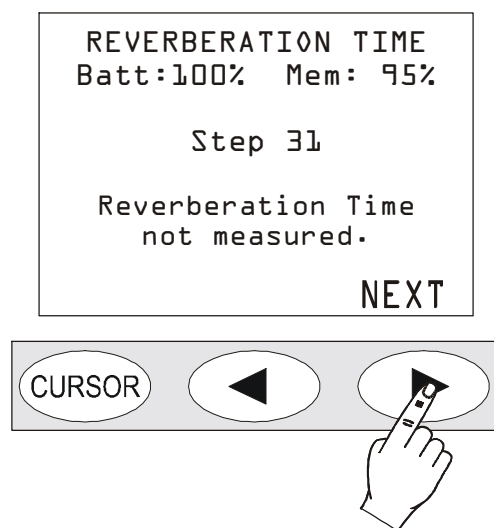 REVERBERATION TIME
Batt:100% Mem: 95%
Step 31
Reverberation Time
not measured.
NEXT
CURSOR